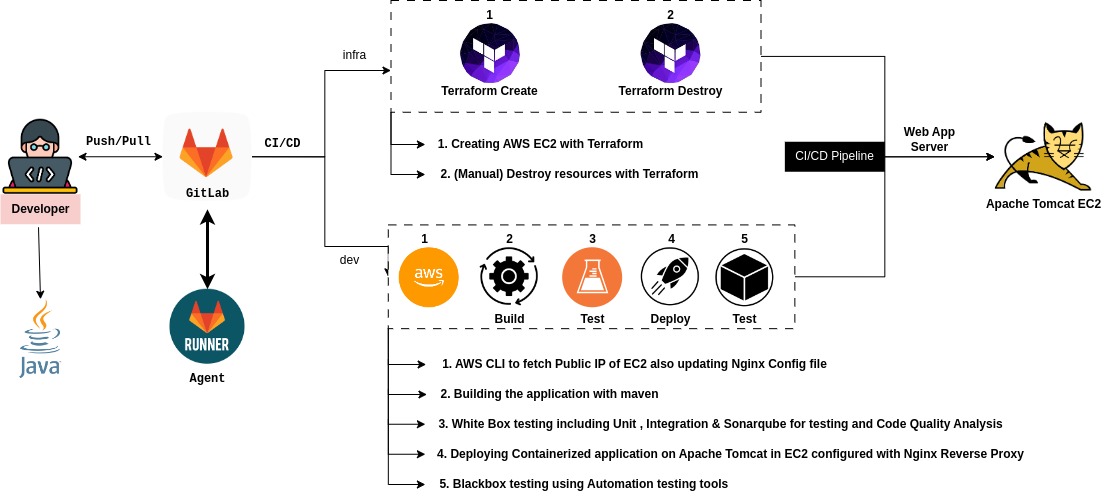 1
2
infra
Terraform Create
Terraform Destroy
Push/Pull
CI/CD
GitLab
Developer
1. Creating AWS EC2 with Terraform
2. (Manual) Destroy resources with Terraform
CI/CD Pipeline
Web App
Server
Apache Tomcat EC2
dev
1
2
3
4
5
aws
Build
Test
Deploy
Test
Java
RUNNER
Agent
1. AWS CLI to fetch Public IP of EC2 also updating Nginx Config file
2. Building the application with maven
3. White Box testing including Unit , Integration & Sonarqube for testing and Code Quality Analysis
4. Deploying Containerized application on Apache Tomcat in EC2 configured with Nginx Reverse Proxy
5. Blackbox testing using Automation testing tools